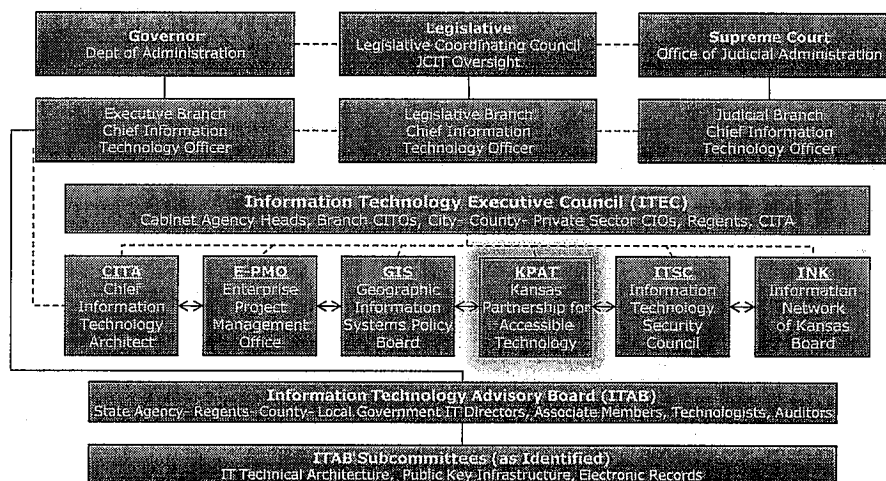 Governor
Dept of Administration
Legislative
Legislative Coordinating Council
JCIT Oversight
Supreme Court
Office of Judicial Administration
Executive Branch
Chief Information
Technology Officer
Legislative Branch
Chief Information
Technology Officer
Judicial Branch
Chief Information
Technology Officer
Information Technology Executive Council (ITEC)
Cabinet Agency Heads, Branch CITOs, City- County- Private Sector CIOs, Regents, CITA
CITA
Chief
Information
Technology
Architect
E-PMO
Enterprise
Project
Management
Office
GIS
Geographic
Information
Systems Policy
Board
KPAT
Kansas
Partnership for
Accessible
Technology
ITSC
Information
Technology
Security
Council
INK
Information
Network
of Kansas
Board
Information Technology Advisory Board (ITAB)
State Agency- Regents- County- Local Government IT Directors, Associate Members, Technologists, Auditors
ITAB Subcommittees (as Identified)
IT Technical Architecture, Public Key Infrastructure, Electronic Records